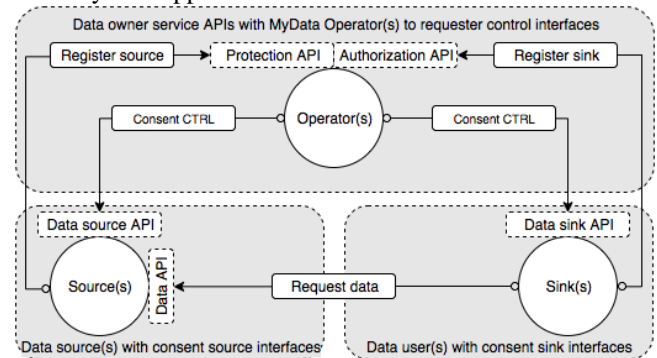 Data owner service APIs with MyData Operator(s) to requester control interfaces
Register source
Protection API
Authorization API
Register sink
Operator(s)
Consent CTRL
Consent CTRL
Data source API
Data sink API
Source(s)
Data API
Request data
Sink(s)
Data source(s) with consent source interfaces
Data user(s) with consent sink interfaces